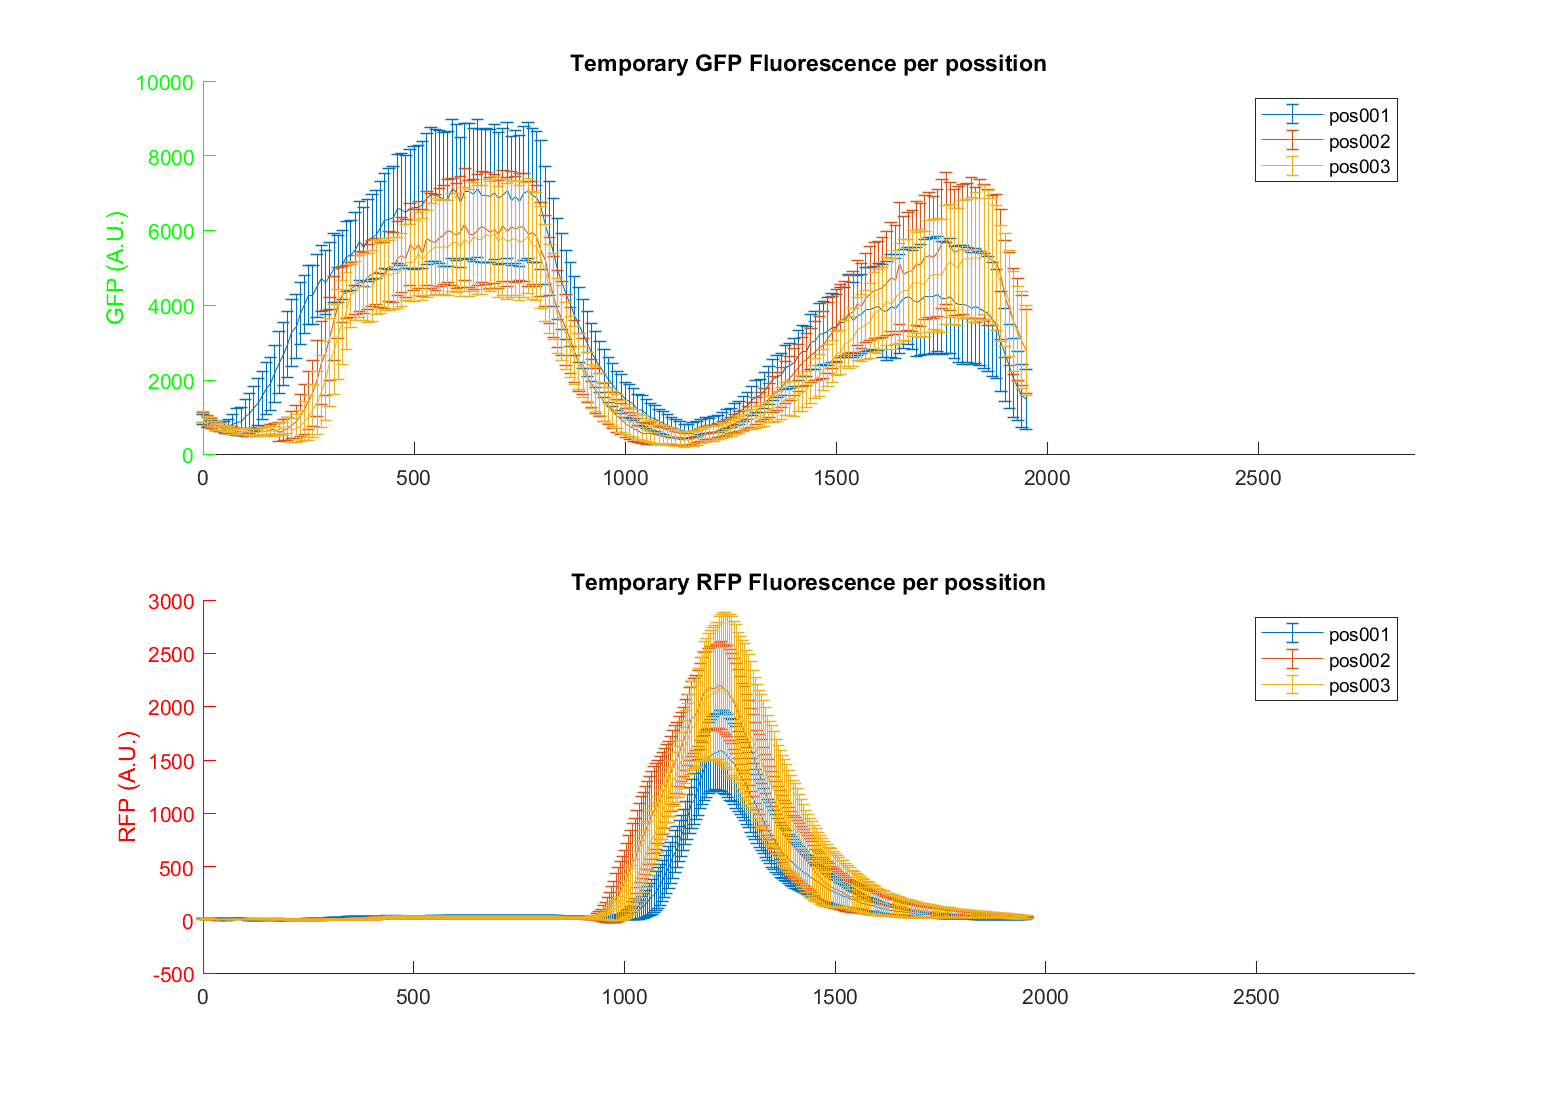 Temporary GFP Fluorescence per possition
GFP (A.U.)
10000
8000
6000
4000
2000
0
0 500 1000 1500 2000 2500
pos001
pos002
pos003
Temporary RFP Fluorescence per possition
RFP (A.U.)
3000
2500
2000
1500
1000
500
0
-500
0 500 1000 1500 2000 2500
pos001
pos002
pos003